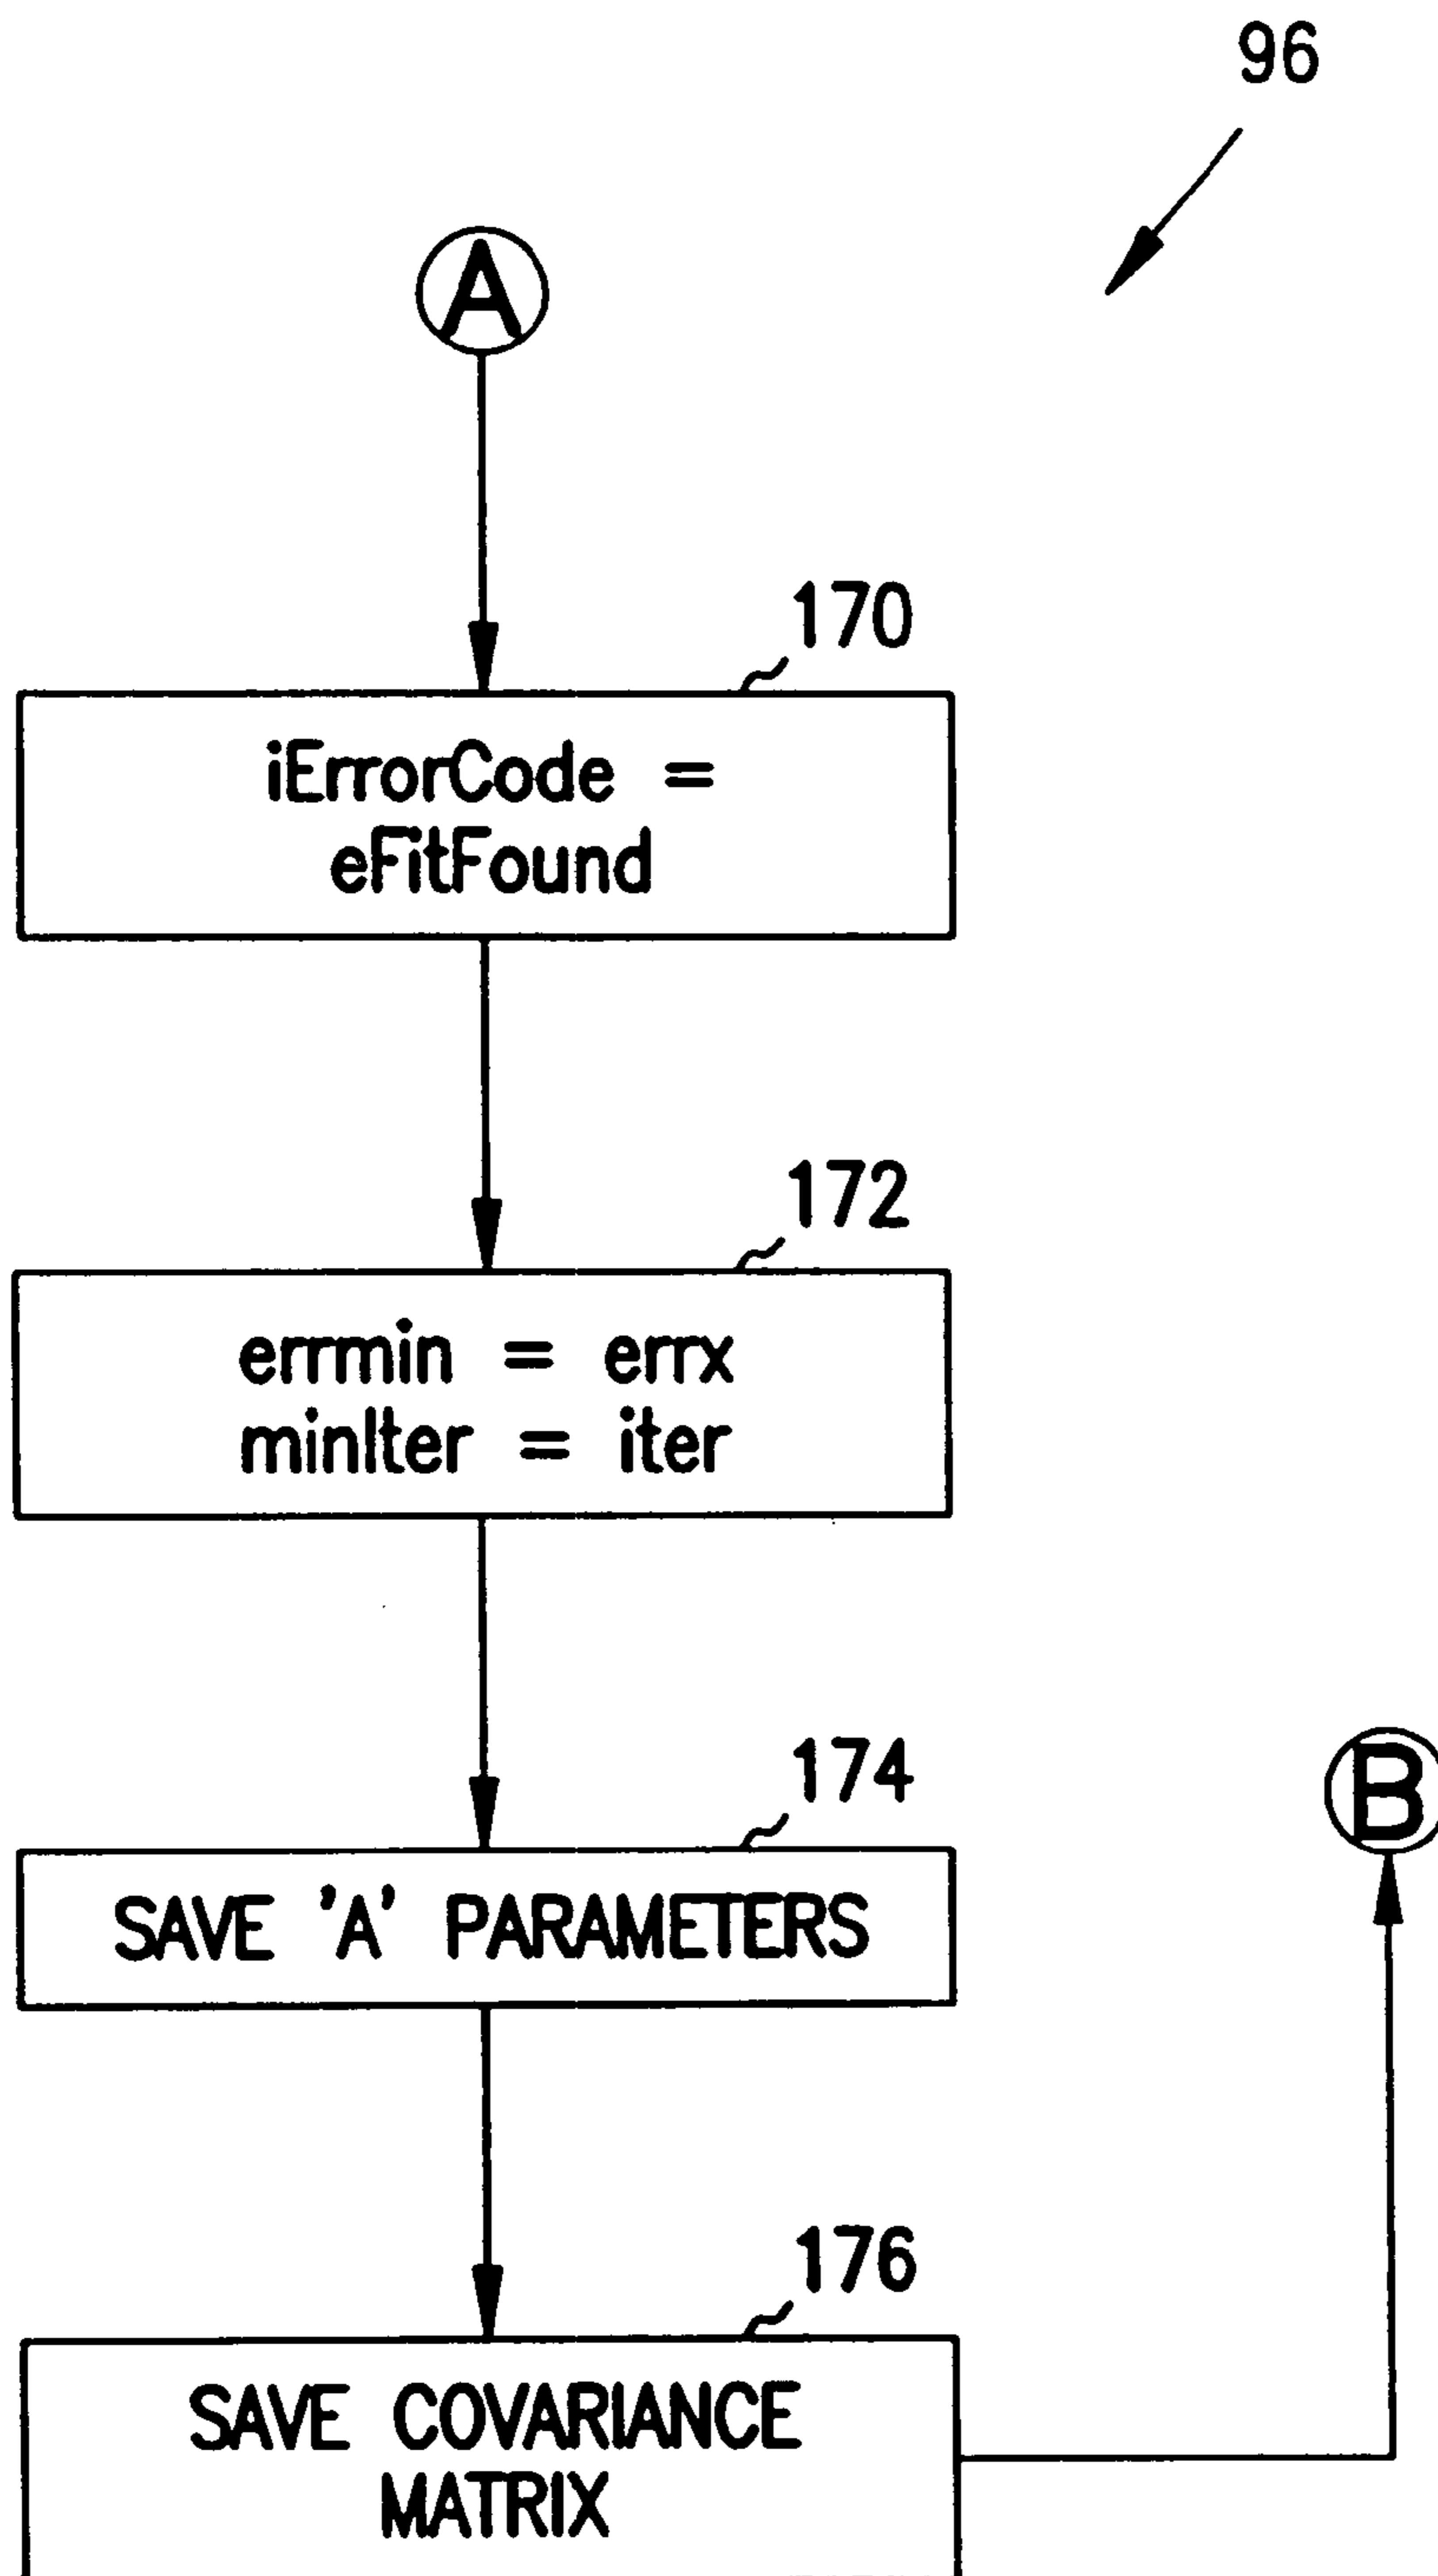 96
A
170
iErrorCode =
eFitFound
172
errmin = errx
minIter = iter
174
SAVE 'A' PARAMETERS
B
176
SAVE COVARIANCE
MATRIX